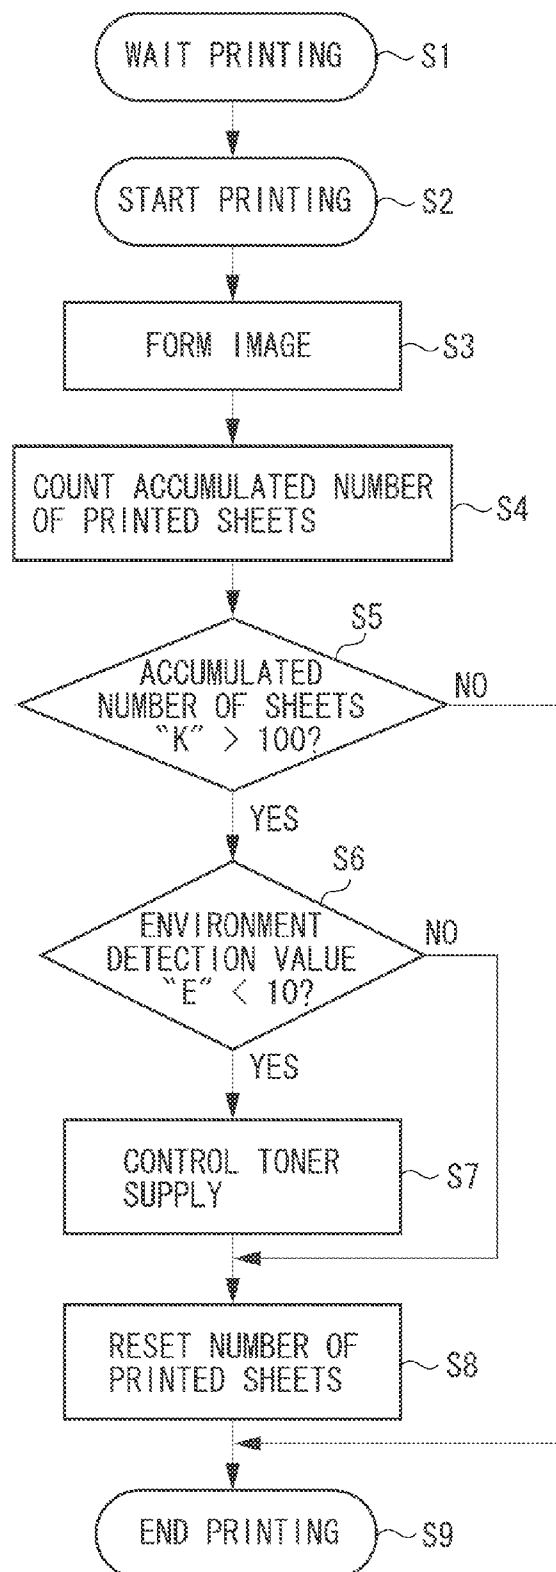 WAIT PRINTING
S1
START PRINTING
S2
FORM IMAGE
S3
COUNT ACCUMULATED NUMBER
OF PRINTED SHEETS
S4
S5
ACCUMULATED
NUMBER OF SHEETS
"K" > 100?
NO
YES
S6
ENVIRONMENT
DETECTION VALUE
"E" < 10?
NO
YES
CONTROL TONER
SUPPLY
S7
RESET NUMBER OF
PRINTED SHEETS
S8
END PRINTING
S9